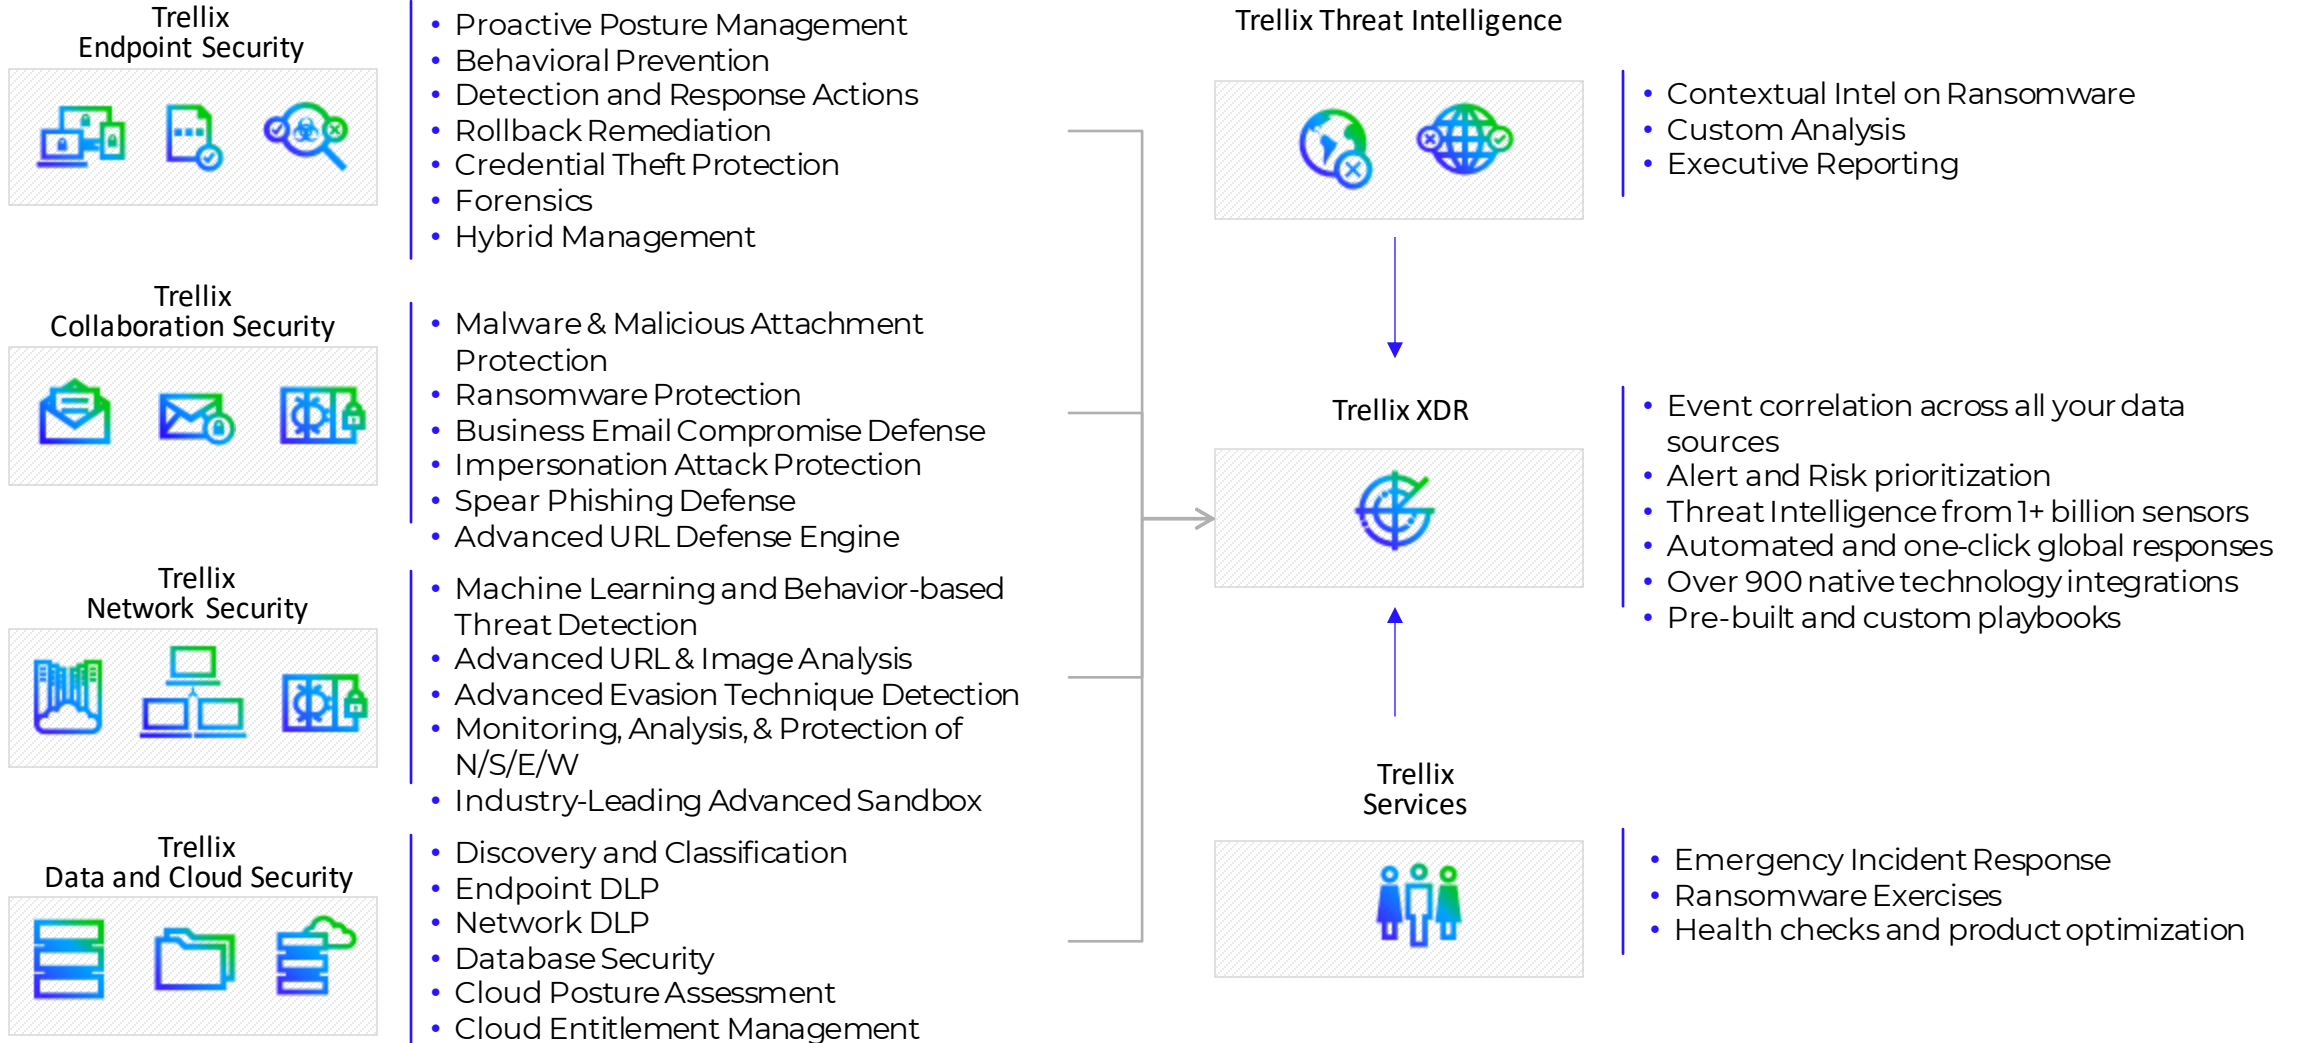 Trellix
Endpoint Security
• Proactive Posture Management
• Behavioral Prevention
• Detection and Response Actions
• Rollback Remediation
• Credential Theft Protection
• Forensics
• Hybrid Management
Trellix
Collaboration Security
• Malware & Malicious Attachment
Protection
• Ransomware Protection
• Business Email Compromise Defense
• Impersonation Attack Protection
• Spear Phishing Defense
• Advanced URL Defense Engine
Trellix
Network Security
• Machine Learning and Behavior-based
Threat Detection
• Advanced URL & Image Analysis
• Advanced Evasion Technique Detection
• Monitoring, Analysis, & Protection of
N/S/E/W
• Industry-Leading Advanced Sandbox
Trellix
Data and Cloud Security
• Discovery and Classification
• Endpoint DLP
• Network DLP
• Database Security
• Cloud Posture Assessment
• Cloud Entitlement Management
Trellix Threat Intelligence
• Contextual Intel on Ransomware
• Custom Analysis
• Executive Reporting
Trellix XDR
• Event correlation across all your data
sources
• Alert and Risk prioritization
• Threat Intelligence from 1+ billion sensors
• Automated and one-click global responses
• Over 900 native technology integrations
• Pre-built and custom playbooks
Trellix
Services
• Emergency Incident Response
• Ransomware Exercises
• Health checks and product optimization